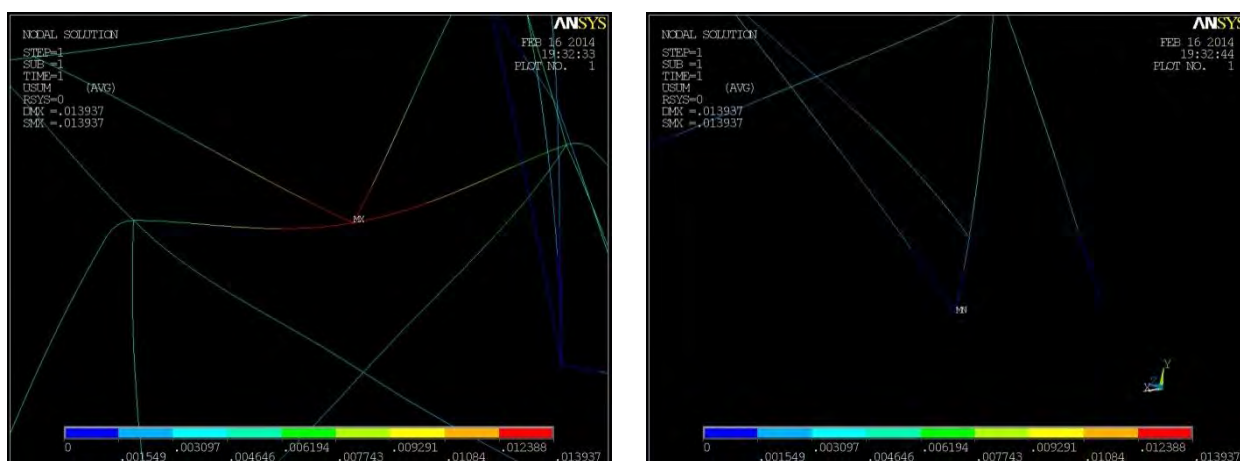 ANSYS
NODAL SOLUTION
FEB 16 2014
19:32:33
PLOT NO. 1
STEP=1
SUB =1
TIME=1
USUM (AVG)
RSYS=0
DMX =.013937
SMX =.013937
MX
0 .003097 .006194 .009291 .012388
.001549 .004646 .007743 .01084 .013937
ANSYS
NODAL SOLUTION
FEB 16 2014
19:32:44
PLOT NO. 1
STEP=1
SUB =1
TIME=1
USUM (AVG)
RSYS=0
DMX =.013937
SMX =.013937
MN
Y
Z
X
0 .003097 .006194 .009291 .012388
.001549 .004646 .007743 .01084 .013937